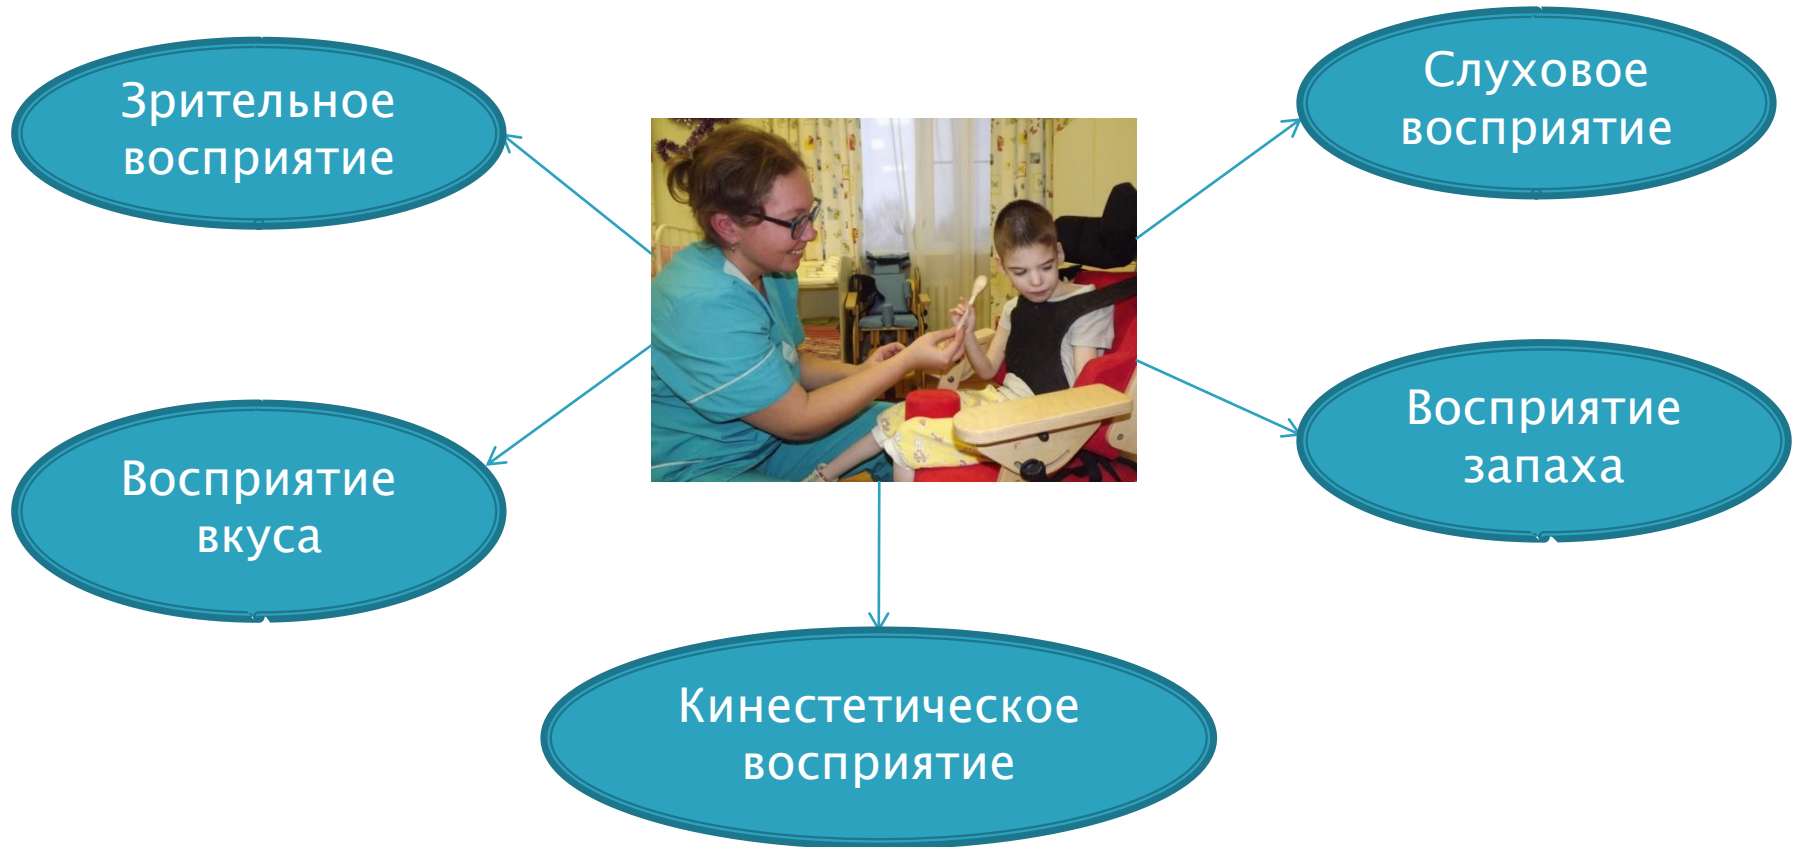 Зрительное
восприятие
Слуховое
восприятие
Восприятие
вкуса
Восприятие
запаха
Кинестетическое
восприятие